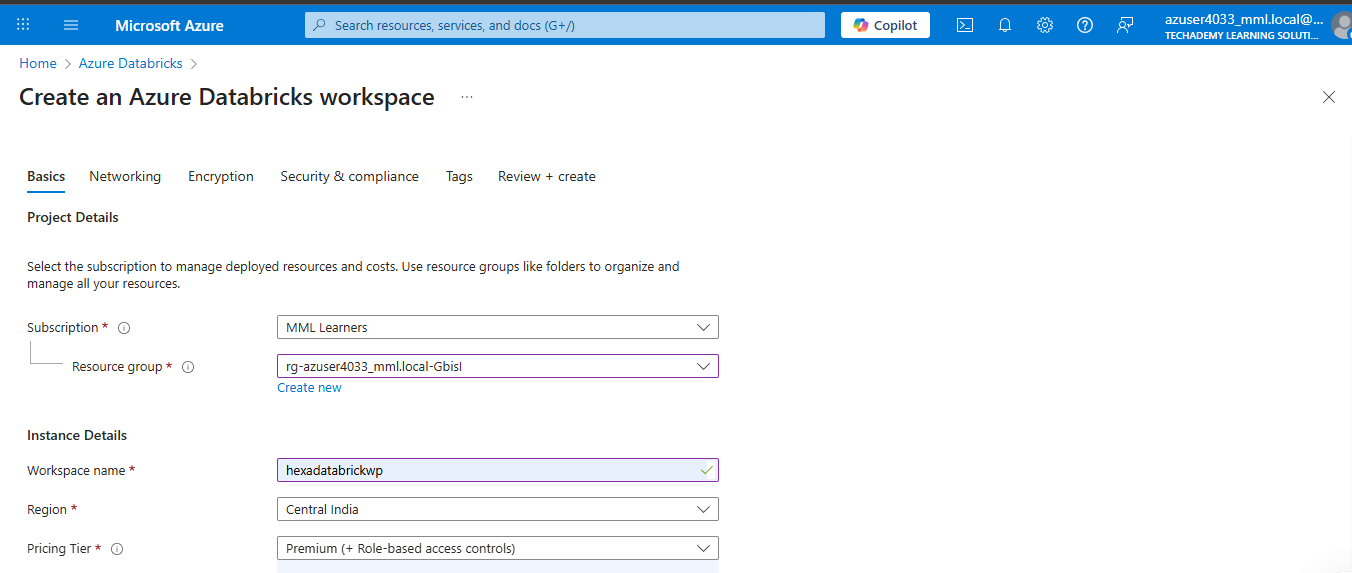 Microsoft Azure
Search resources, services, and docs (G+/)
Copilot
azuser4033_mml.local@...
TECHADEMY LEARNING SOLUTI...
Home > Azure Databricks >
Create an Azure Databricks workspace ...
Basics Networking Encryption Security & compliance Tags Review + create
Project Details
Select the subscription to manage deployed resources and costs. Use resource groups like folders to organize and
manage all your resources.
Subscription * MML Learners
Resource group * rg-azuser4033_mml.local-GbisI
Create new
Instance Details
Workspace name * hexadatabrickwp
Region * Central India
Pricing Tier * Premium (+ Role-based access controls)